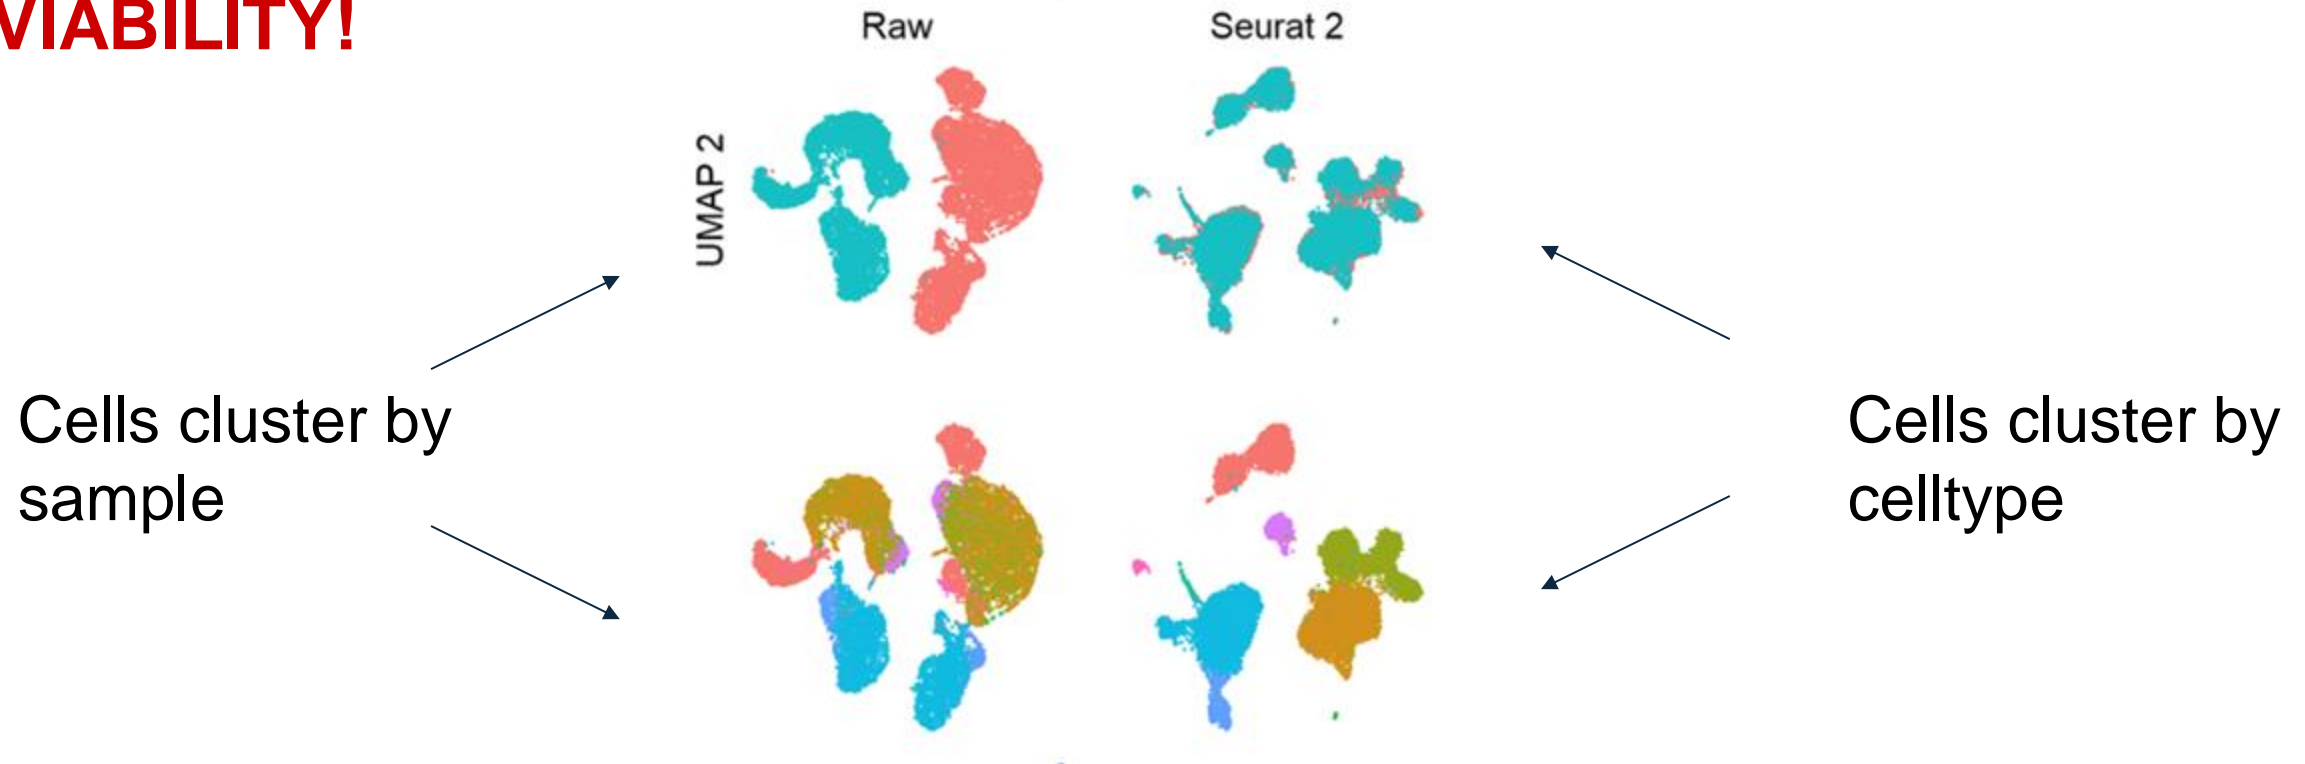 VIABILITY!
Raw
Seurat 2
UMAP 2
Cells cluster by
sample
Cells cluster by
celltype